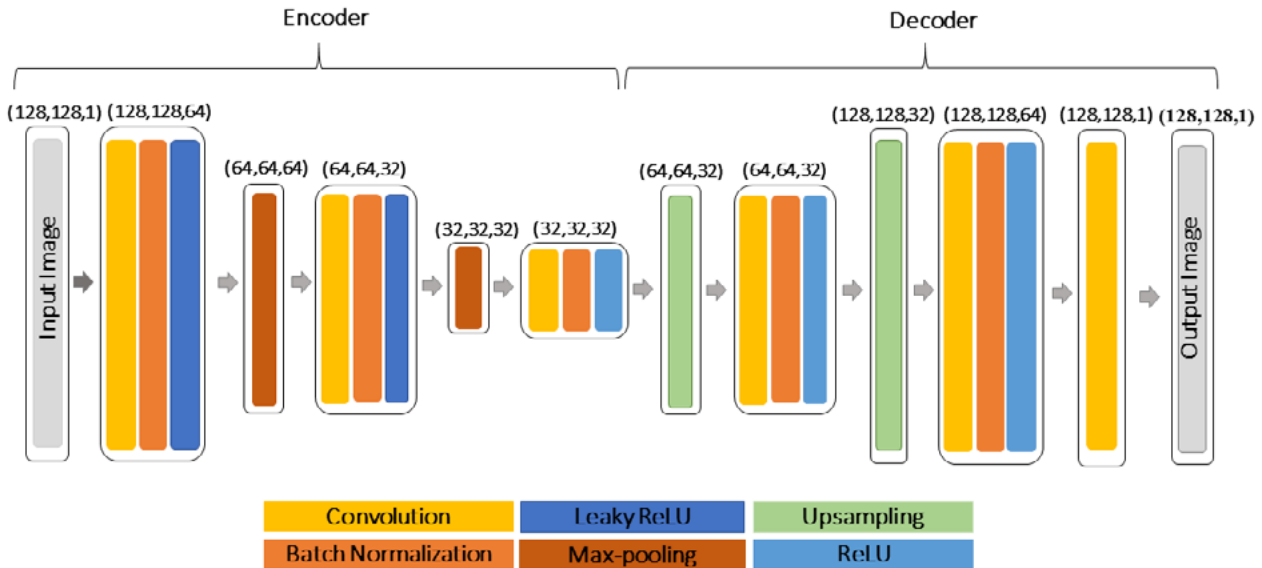 Encoder
Decoder
(128,128,1)
(128,128,64)
(64,64,64)
(64,64,32)
(32,32,32)
(32,32,32)
(64,64,32)
(64,64,32)
(128,128,32)
(128,128,64)
(128,128,1)
(128,128,1)
Input Image
Output Image
Convolution
Leaky ReLU
Upsampling
Batch Normalization
Max-pooling
ReLU